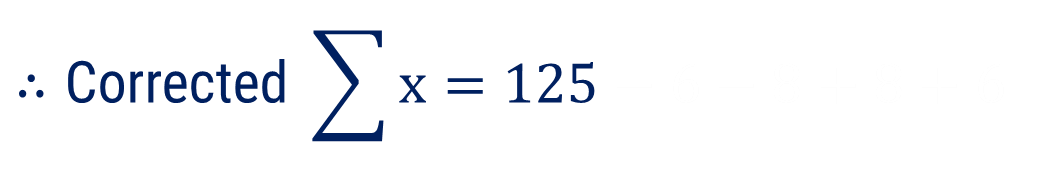 ∴ Corrected ∑ x = 125